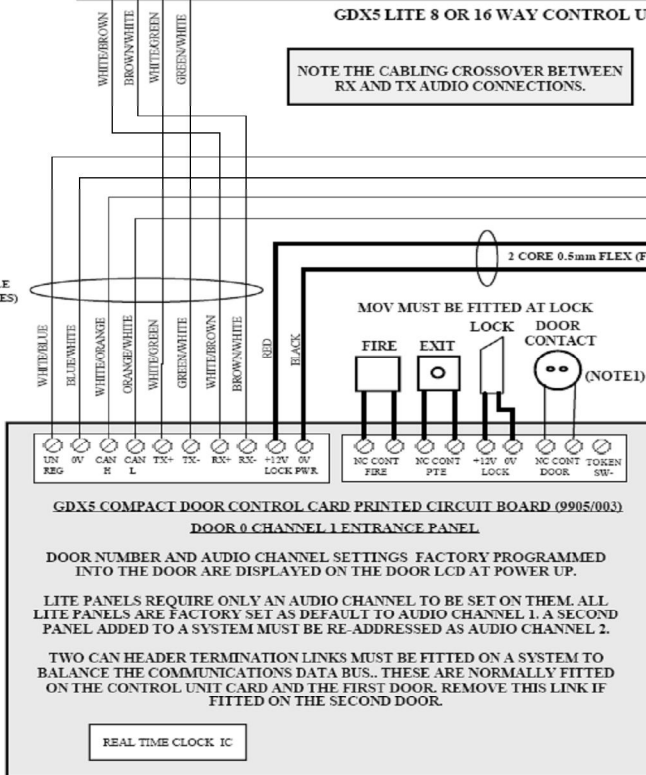 GDX5 LITE 8 OR 16 WAY CONTROL U
WHITE/BROWN
BROWN/WHITE
WHITE/GREEN
GREEN/WHITE
NOTE THE CABLING CROSSOVER BETWEEN
RX AND TX AUDIO CONNECTIONS.
2 CORE 0.5mm FLEX (F
E
ES)
WHITE/BLUE
BLUE/WHITE
WHITE/ORANGE
ORANGE/WHITE
WHITE/GREEN
GREEN/WHITE
WHITE/BROWN
BROWN/WHITE
RED
BLACK
MOV MUST BE FITTED AT LOCK
LOCK DOOR
CONTACT
FIRE EXIT
(NOTE1)
UN 0V CAN CAN TX+ TX- RX+ RX- +12V 0V
REG H L LOCK PWR
NC CONT NC CONT +12V 0V NC CONT TOKEN
FIRE PTE LOCK DOOR SW-
GDX5 COMPACT DOOR CONTROL CARD PRINTED CIRCUIT BOARD (9905/003)
DOOR 0 CHANNEL 1 ENTRANCE PANEL
DOOR NUMBER AND AUDIO CHANNEL SETTINGS FACTORY PROGRAMMED
INTO THE DOOR ARE DISPLAYED ON THE DOOR LCD AT POWER UP.
LITE PANELS REQUIRE ONLY AN AUDIO CHANNEL TO BE SET ON THEM. ALL
LITE PANELS ARE FACTORY SET AS DEFAULT TO AUDIO CHANNEL 1. A SECOND
PANEL ADDED TO A SYSTEM MUST BE RE-ADDRESSED AS AUDIO CHANNEL 2.
TWO CAN HEADER TERMINATION LINKS MUST BE FITTED ON A SYSTEM TO
BALANCE THE COMMUNICATIONS DATA BUS.. THESE ARE NORMALLY FITTED
ON THE CONTROL UNIT CARD AND THE FIRST DOOR. REMOVE THIS LINK IF
FITTED ON THE SECOND DOOR.
REAL TIME CLOCK IC